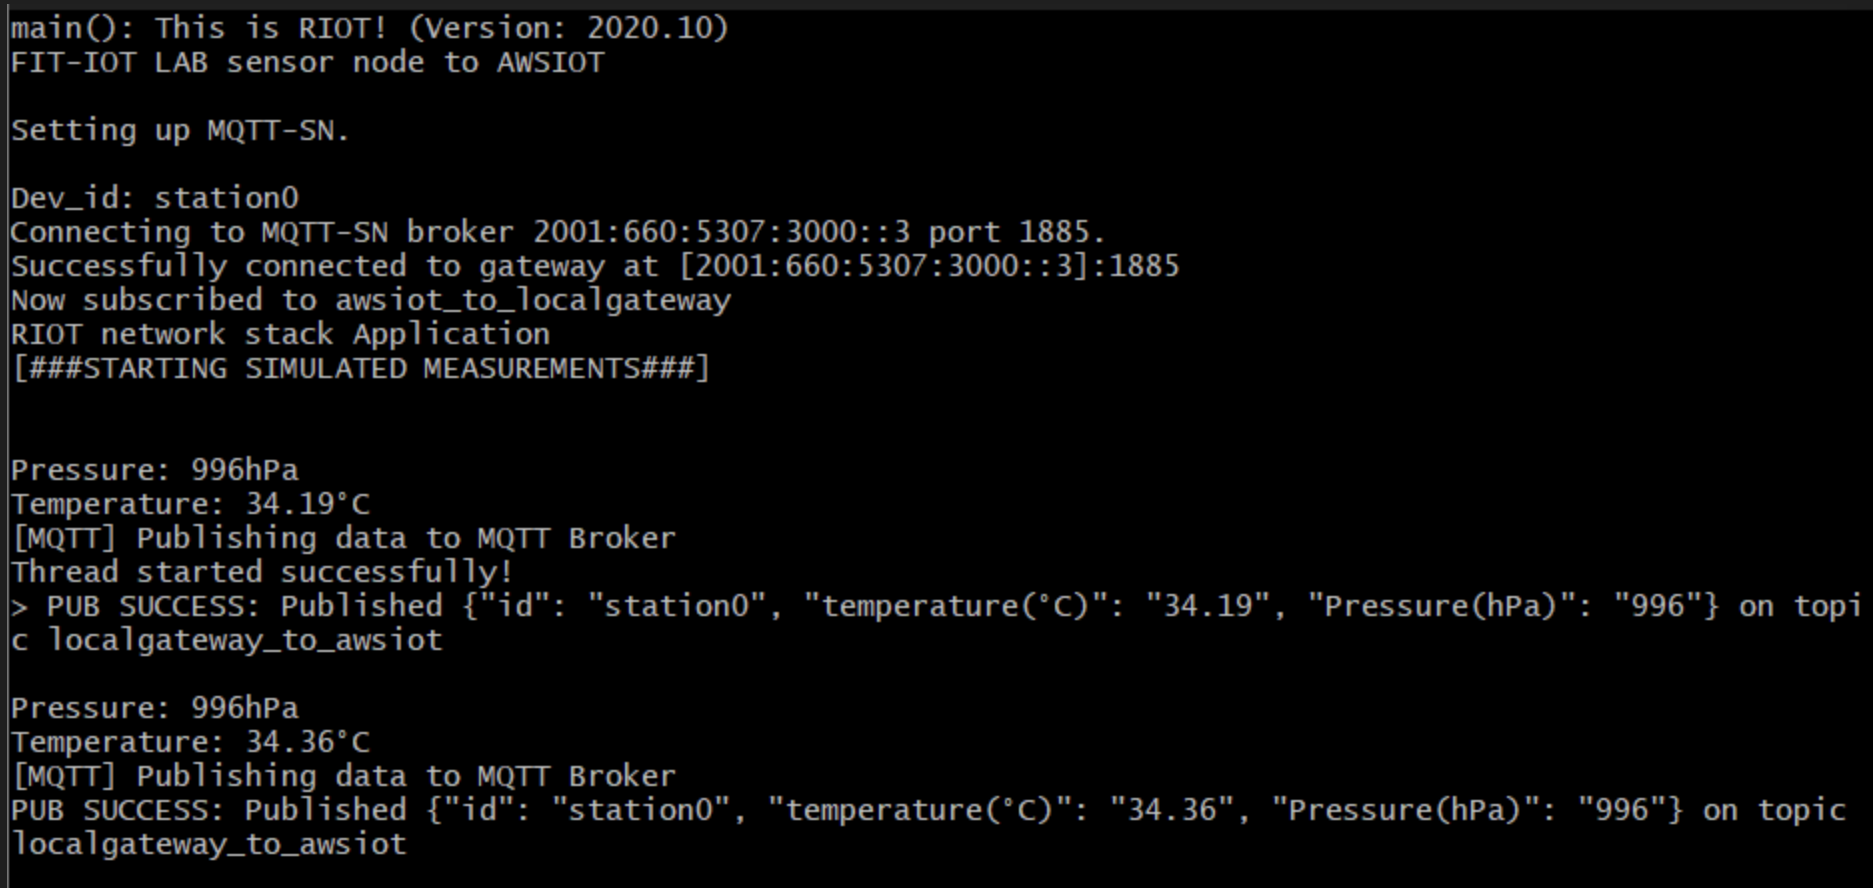 main(): This is RIOT! (Version: 2020.10)
FIT-IOT LAB sensor node to AWSIOT
Setting up MQTT-SN.
Dev_id: station0
Connecting to MQTT-SN broker 2001:660:5307:3000::3 port 1885.
Successfully connected to gateway at [2001:660:5307:3000::3]:1885
Now subscribed to awsiot_to_localgateway
RIOT network stack Application
[###STARTING SIMULATED MEASUREMENTS###]
Pressure: 996hPa
Temperature: 34.19°C
[MQTT] Publishing data to MQTT Broker
Thread started successfully!
> PUB SUCCESS: Published {"id": "station0", "temperature(°C)": "34.19", "Pressure(hPa)": "996"} on topi
c localgateway_to_awsiot
Pressure: 996hPa
Temperature: 34.36°C
[MQTT] Publishing data to MQTT Broker
PUB SUCCESS: Published {"id": "station0", "temperature(°C)": "34.36", "Pressure(hPa)": "996"} on topic
localgateway_to_awsiot